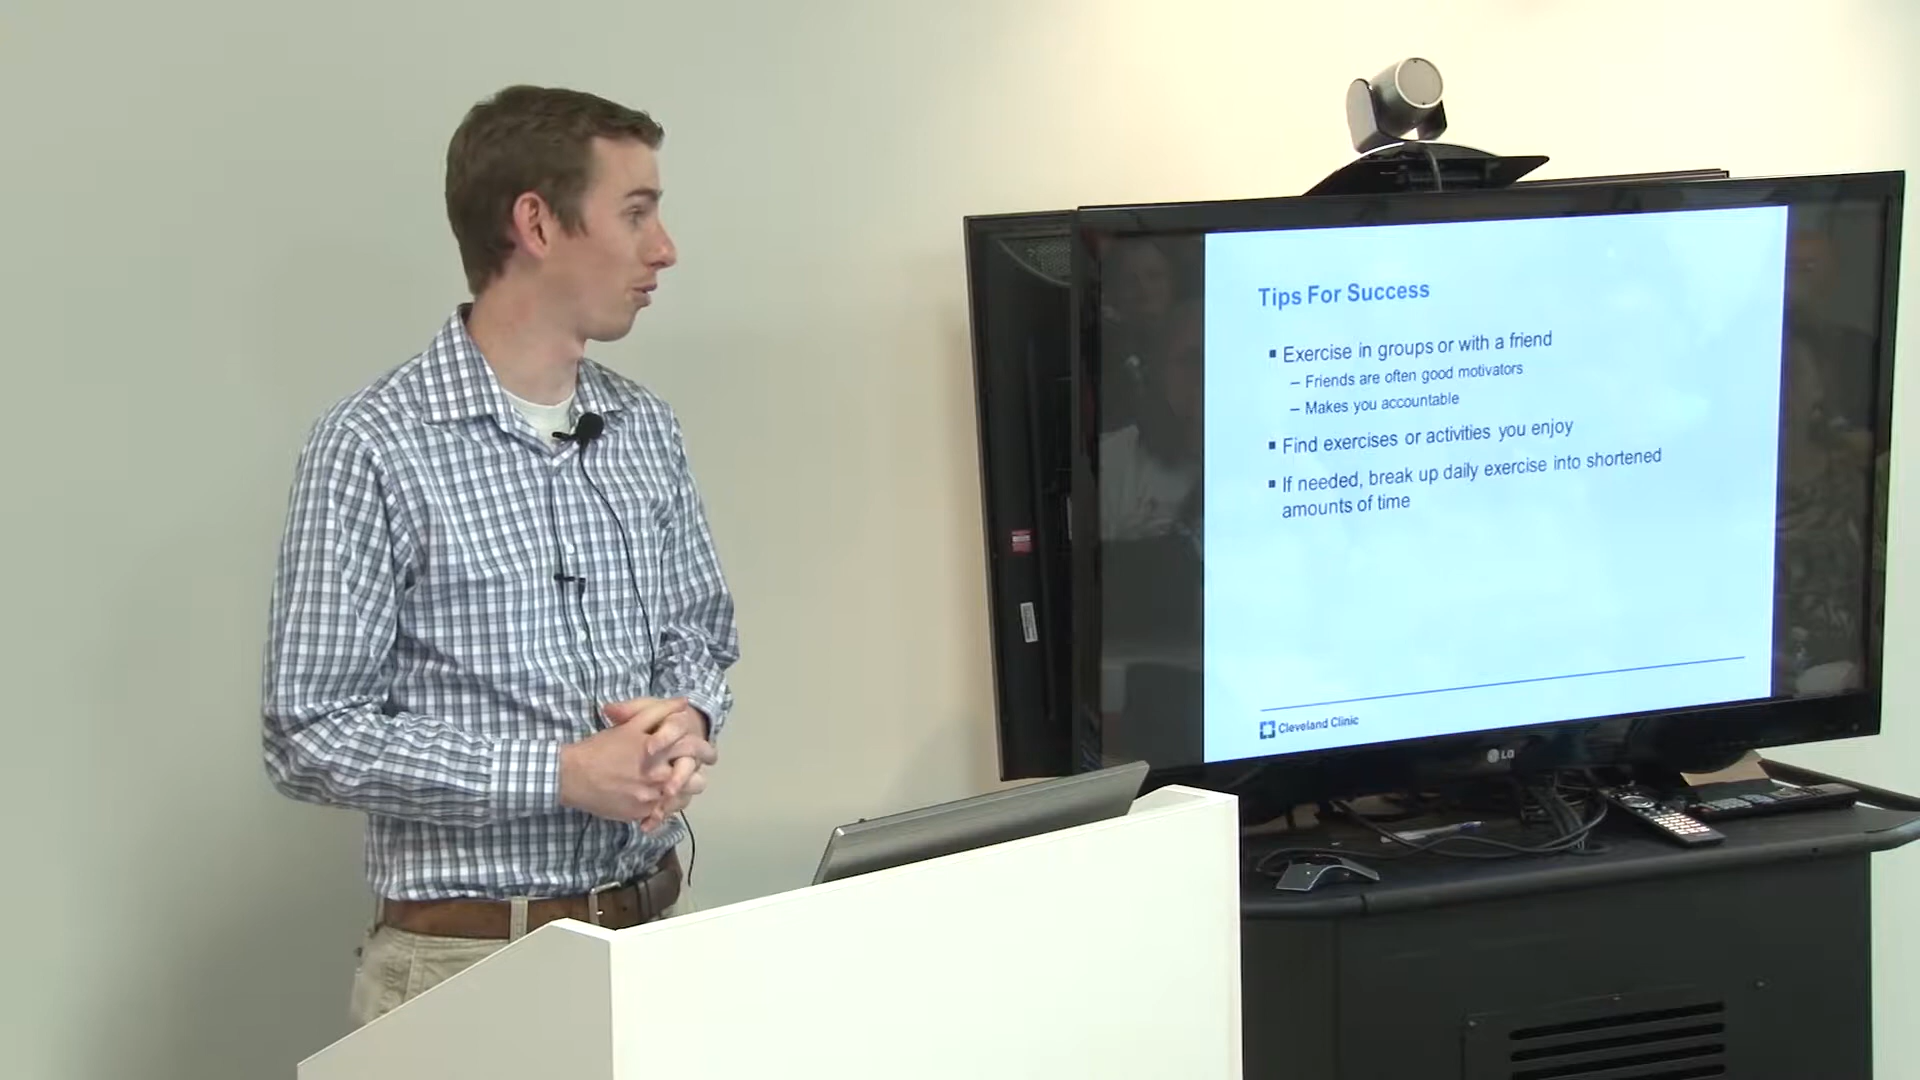 Tips For Success
▪ Exercise in groups or with a friend
– Friends are often good motivators
– Makes you accountable
▪ Find exercises or activities you enjoy
▪ If needed, break up daily exercise into shortened
amounts of time
Cleveland Clinic
LG